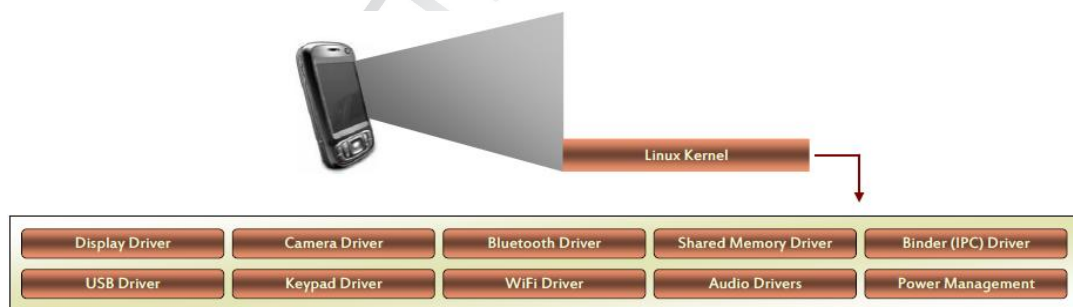 Linux Kernel
Display Driver
Camera Driver
Bluetooth Driver
Shared Memory Driver
Binder (IPC) Driver
USB Driver
Keypad Driver
WiFi Driver
Audio Drivers
Power Management